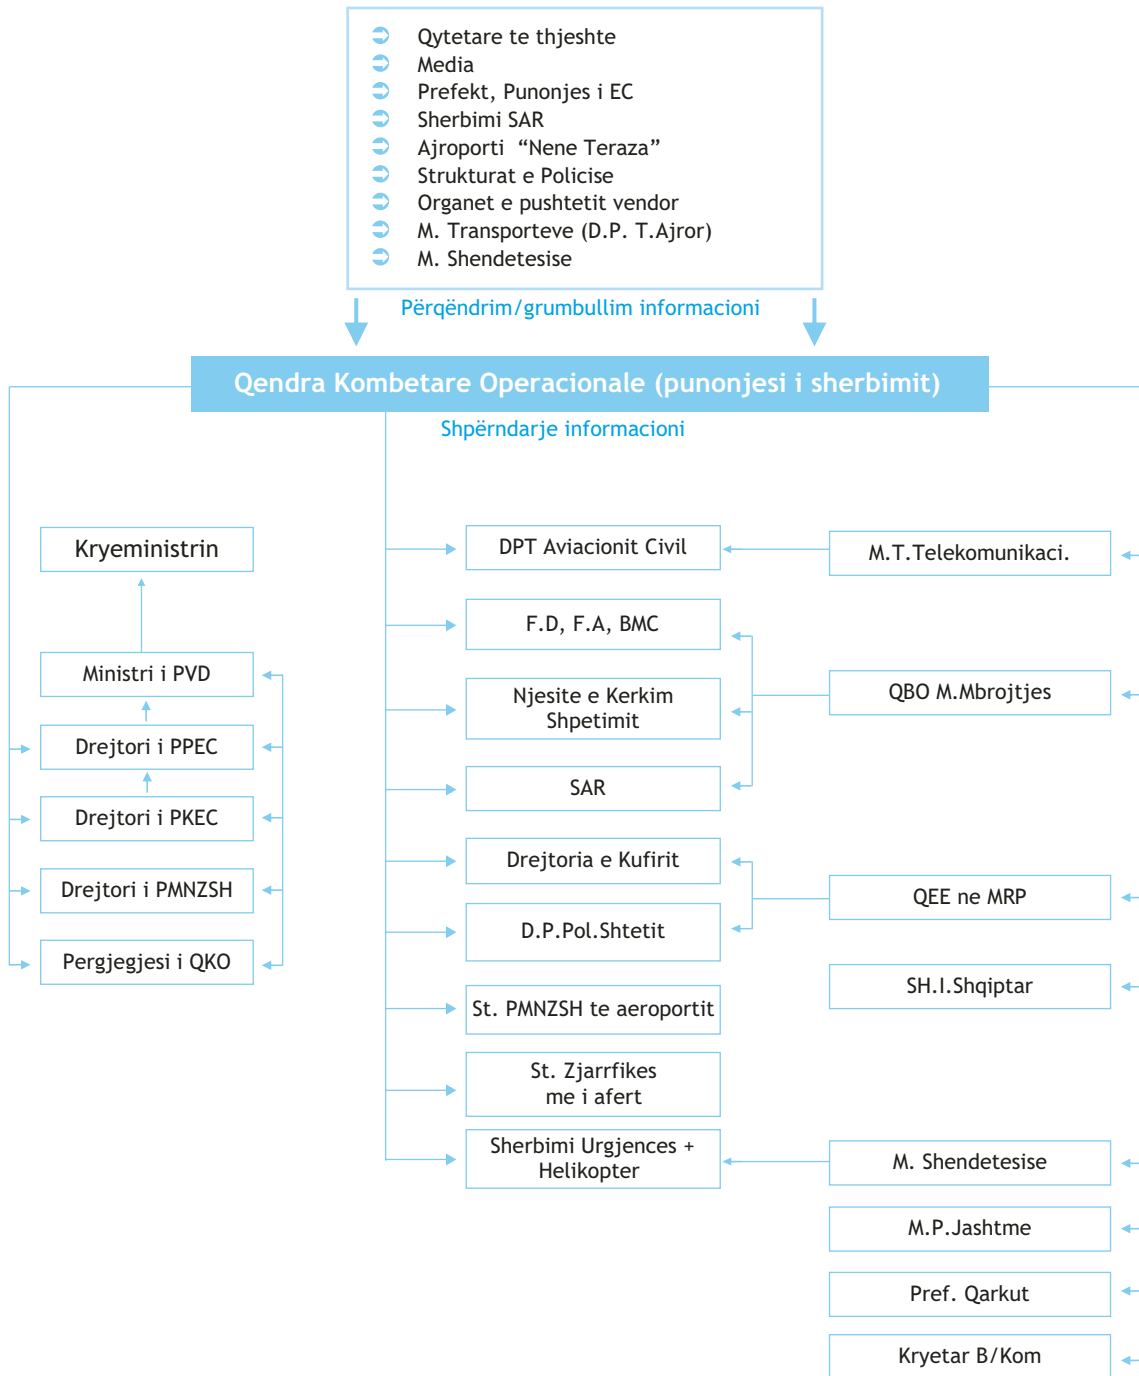 Qytetare te thjeshte
Media
Prefekt, Punonjes i EC
Sherbimi SAR
Ajroporti “Nene Teraza”
Strukturat e Policise
Organet e pushtetit vendor
M. Transporteve (D.P. T.Ajror)
M. Shendetesise
Përqëndrim/grumbullim informacioni
Qendra Kombetare Operacionale (punonjesi i sherbimit)
Shpërndarje informacioni
Kryeministrin
Ministri i PVD
Drejtori i PPEC
Drejtori i PKEC
Drejtori i PMNZSH
Pergjegjesi i QKO
DPT Aviacionit Civil
F.D, F.A, BMC
Njesite e Kerkim
Shpetimit
SAR
Drejtoria e Kufirit
D.P.Pol.Shtetit
St. PMNZSH te aeroportit
St. Zjarrfikes
me i afert
Sherbimi Urgjences +
Helikopter
M.T.Telekomunikaci.
QBO M.Mbrojtjes
QEE ne MRP
SH.I.Shqiptar
M. Shendetesise
M.P.Jashtme
Pref. Qarkut
Kryetar B/Kom